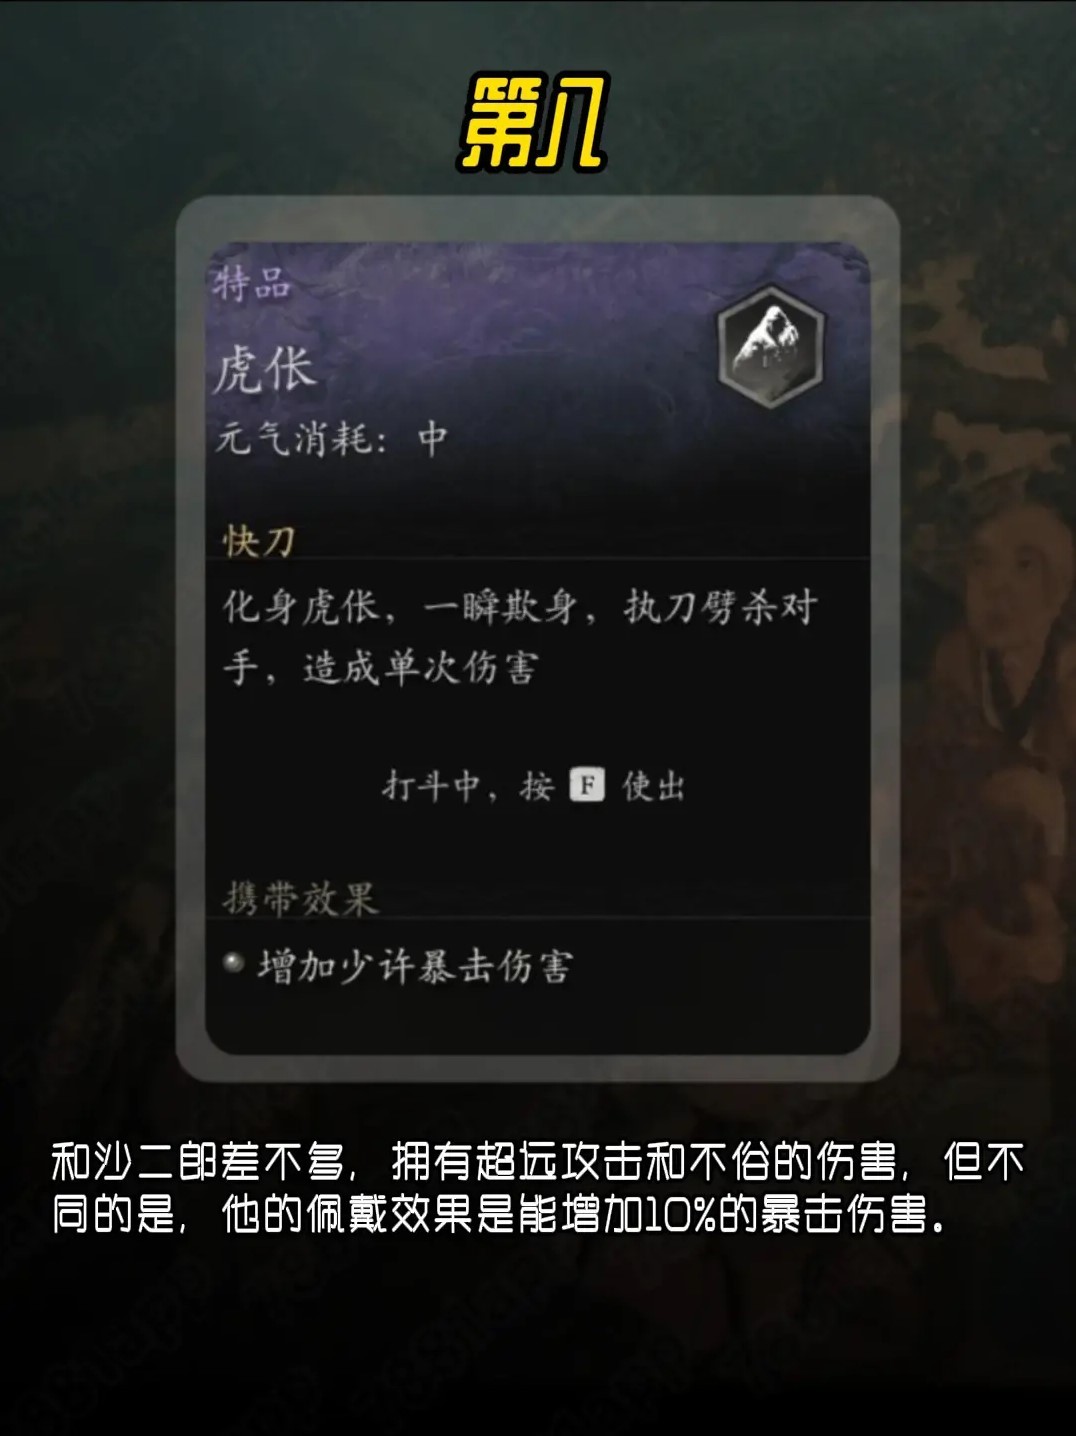 第八
特品
虎伥
元气消耗：中
快刀
化身虎伥，一瞬欺身，执刀劈杀对
手，造成单次伤害
打斗中，按 F 使出
携带效果
增加少许暴击伤害
和沙二郎差不多，拥有超远攻击和不俗的伤害，但不
同的是，他的佩戴效果是能增加10%的暴击伤害。